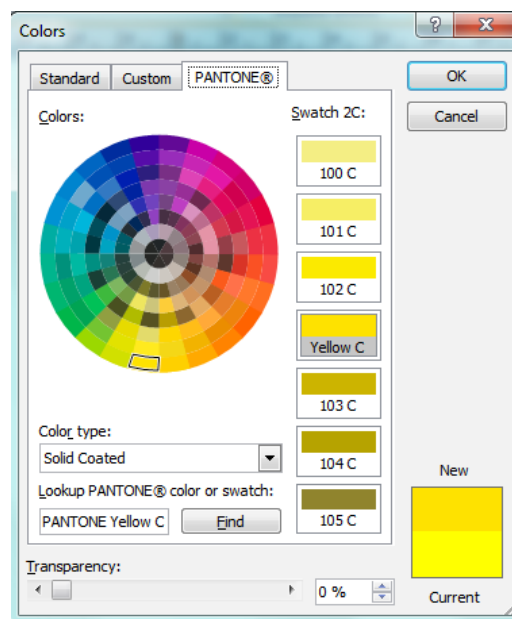 Colors
?
X
Standard Custom PANTONE®
OK
Cancel
Colors:
Swatch 2C:
100 C
101 C
102 C
Yellow C
103 C
104 C
105 C
Color type:
Solid Coated
Lookup PANTONE® color or swatch:
PANTONE Yellow C
Find
Transparency:
0 %
New
Current